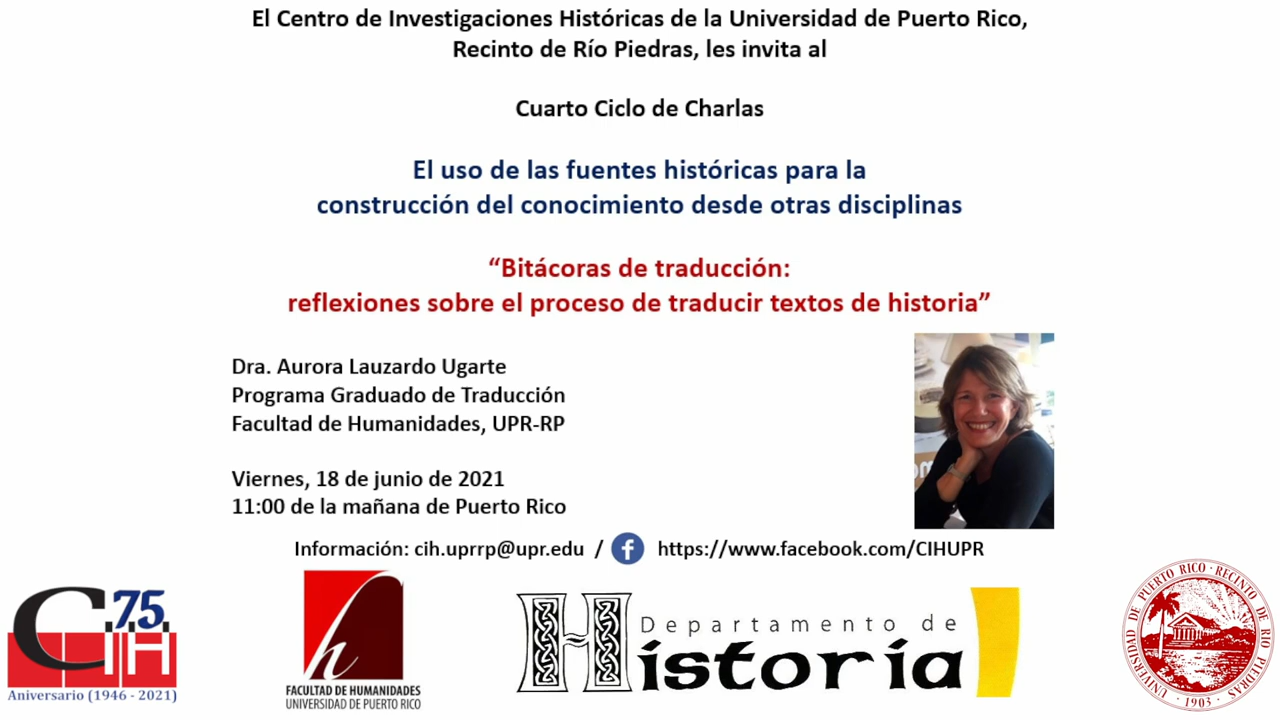 El Centro de Investigaciones Históricas de la Universidad de Puerto Rico,
Recinto de Río Piedras, les invita al
Cuarto Ciclo de Charlas
El uso de las fuentes históricas para la
construcción del conocimiento desde otras disciplinas
“Bitácoras de traducción:
reflexiones sobre el proceso de traducir textos de historia”
Dra. Aurora Lauzardo Ugarte
Programa Graduado de Traducción
Facultad de Humanidades, UPR-RP
Viernes, 18 de junio de 2021
11:00 de la mañana de Puerto Rico
Información: cih.uprrp@upr.edu / f https://www.facebook.com/CIHUPR
C.I.H. 75
Aniversario (1946 - 2021)
h
FACULTAD DE HUMANIDADES
UNIVERSIDAD DE PUERTO RICO
Departamento de
Historia
UNIVERSIDAD DE PUERTO RICO · RECINTO DE RÍO PIEDRAS
· 1903 ·